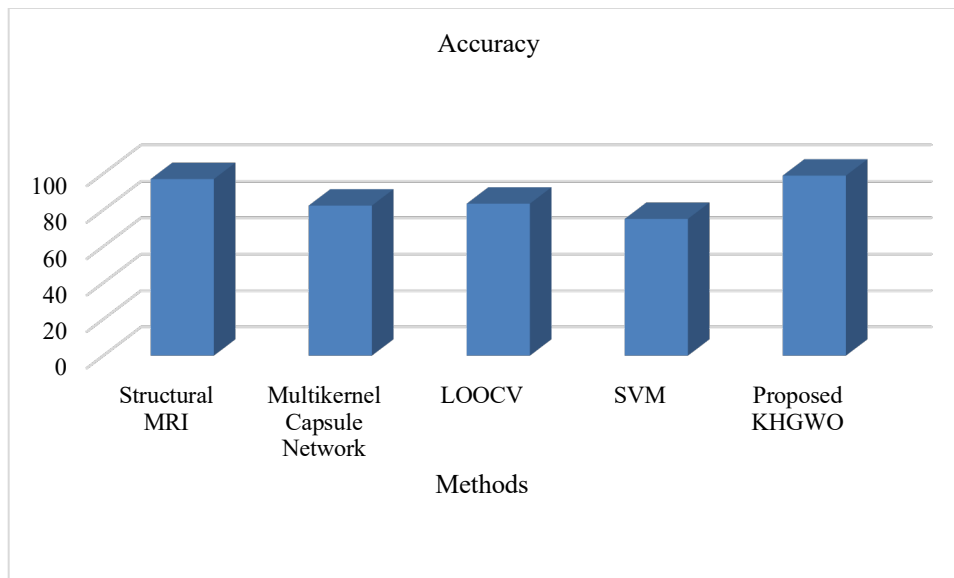 Accuracy
100
80
60
40
20
0
Structural
MRI
Multikernel
Capsule
Network
LOOCV
SVM
Proposed
KHGWO
Methods